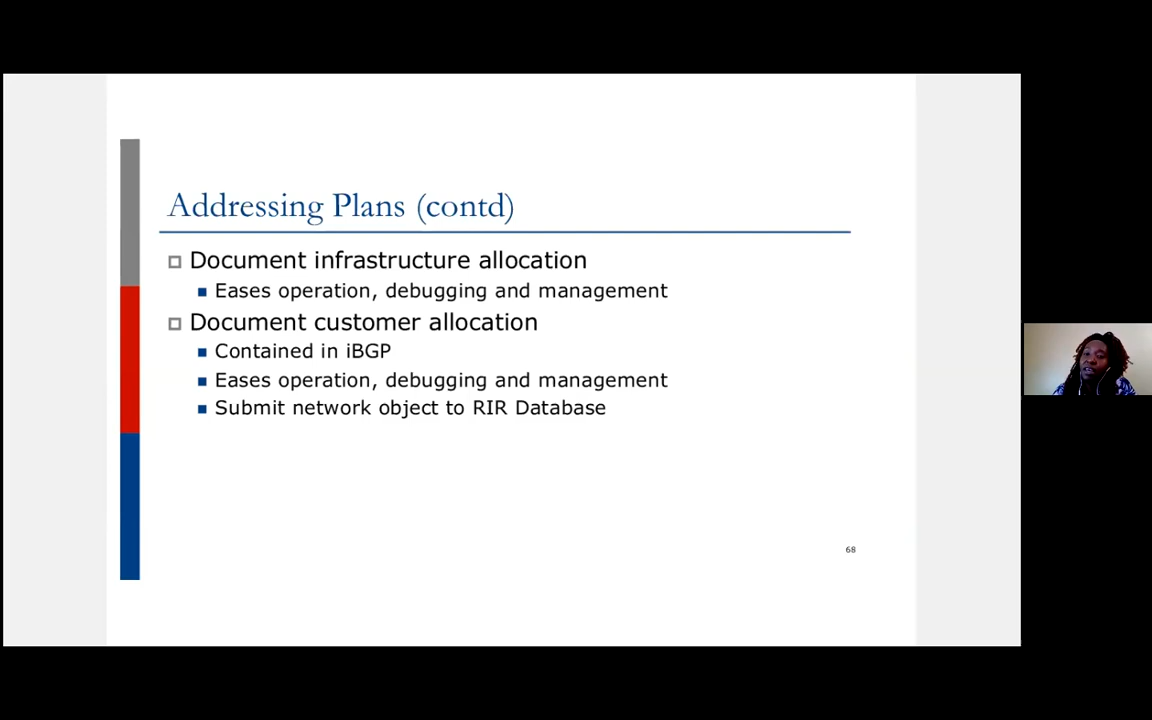 Addressing Plans (contd)
Document infrastructure allocation
Eases operation, debugging and management
Document customer allocation
Contained in iBGP
Eases operation, debugging and management
Submit network object to RIR Database
68